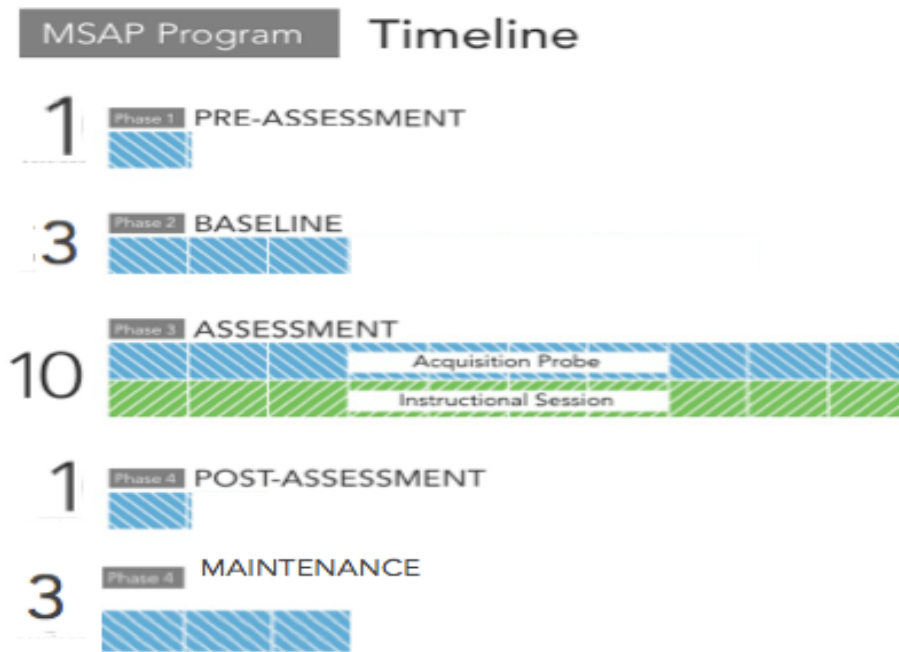 MSAP Program Timeline
1 Phase 1 PRE-ASSESSMENT
3 Phase 2 BASELINE
10 Phase 3 ASSESSMENT
Acquisition Probe
Instructional Session
1 Phase 4 POST-ASSESSMENT
3 Phase 4 MAINTENANCE